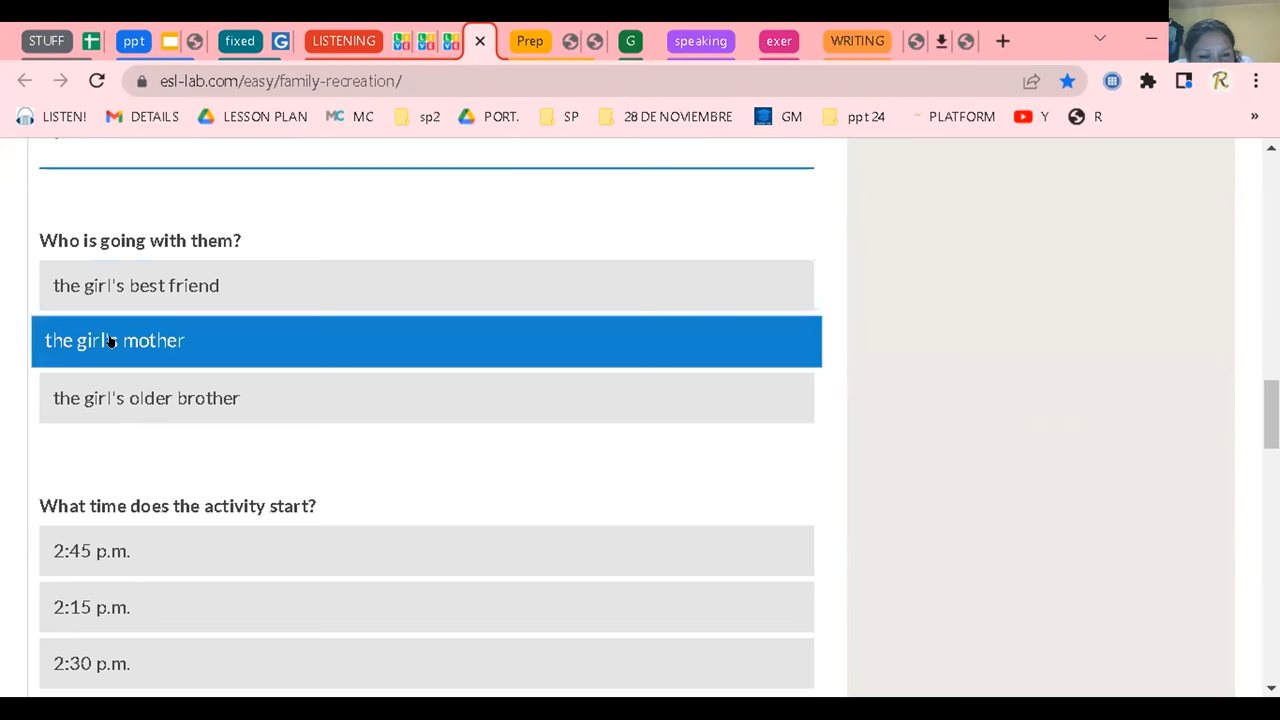 STUFF ppt fixed LISTENING Prep G speaking exer WRITING
esl-lab.com/easy/family-recreation/
LISTEN! DETAILS LESSON PLAN MC MC sp2 PORT. SP 28 DE NOVIEMBRE GM ppt 24 PLATFORM Y R
Who is going with them?
the girl's best friend
the girl's mother
the girl's older brother
What time does the activity start?
2:45 p.m.
2:15 p.m.
2:30 p.m.